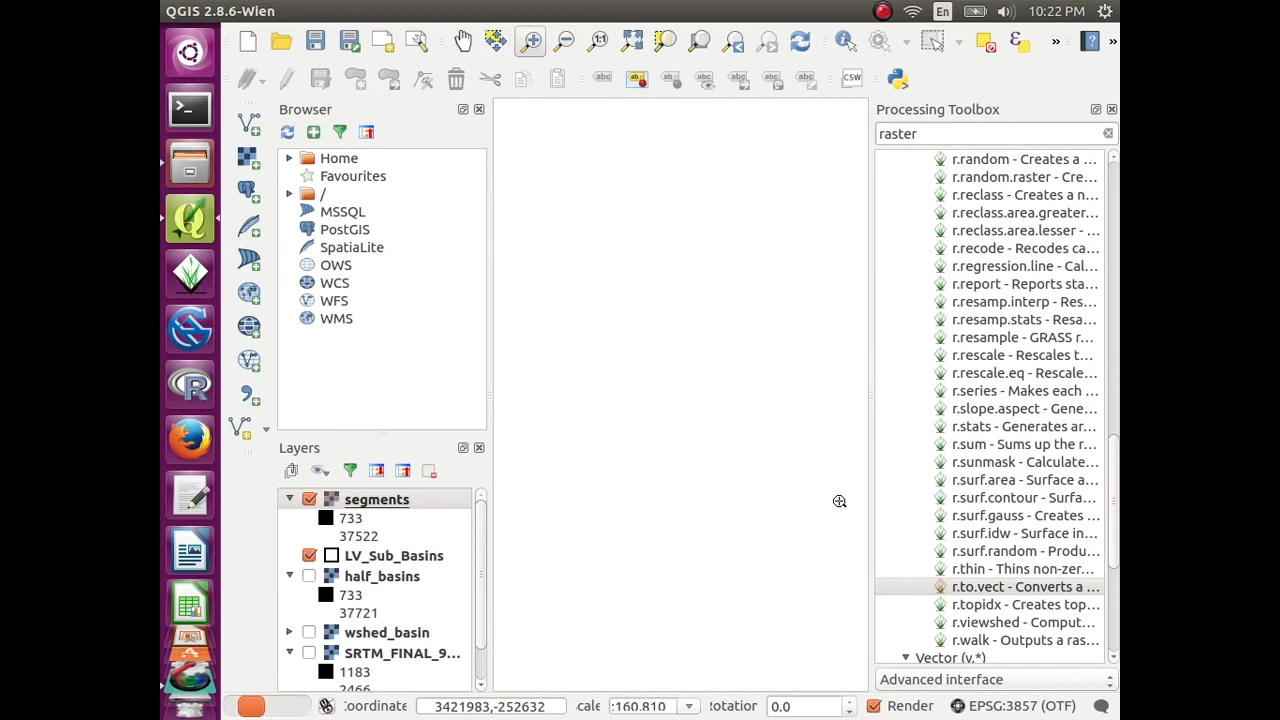 QGIS 2.8.6-Wien
En
10:22 PM
CSW
Browser
Home
Favourites
/
MSSQL
PostGIS
SpatiaLite
OWS
WCS
WFS
WMS
Layers
segments
733
37522
LV_Sub_Basins
half_basins
733
37721
wshed_basin
SRTM_FINAL_9...
1183
2466
Processing Toolbox
raster
r.random - Creates a ...
r.random.raster - Cre...
r.reclass - Creates a n...
r.reclass.area.greater...
r.reclass.area.lesser - ...
r.recode - Recodes ca...
r.regression.line - Cal...
r.report - Reports sta...
r.resamp.interp - Res...
r.resamp.stats - Resa...
r.resample - GRASS r...
r.rescale - Rescales t...
r.rescale.eq - Rescale...
r.series - Makes each ...
r.slope.aspect - Gene...
r.stats - Generates ar...
r.sum - Sums up the r...
r.sunmask - Calculate...
r.surf.area - Surface a...
r.surf.contour - Surfa...
r.surf.gauss - Creates ...
r.surf.idw - Surface in...
r.surf.random - Produ...
r.thin - Thins non-zer...
r.to.vect - Converts a ...
r.topidx - Creates top...
r.viewshed - Comput...
r.walk - Outputs a ras...
Vector (v.*)
Advanced interface
Coordinate 3421983,-252632 Scale :160.810 Rotation 0.0 Render EPSG:3857 (OTF)